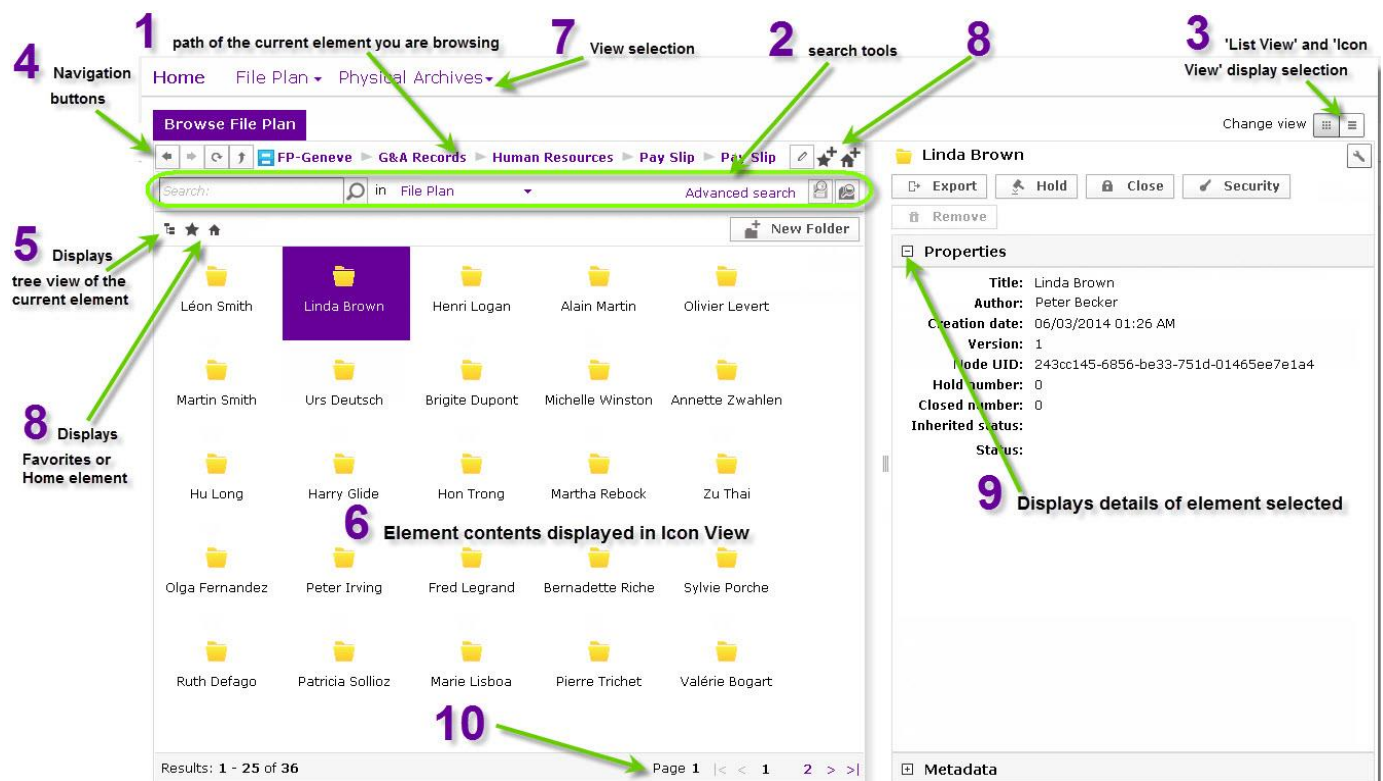 1 path of the current element you are browsing
7 View selection
2 search tools
8
3 'List View' and 'Icon
View' display selection
4 Navigation
buttons
Home File Plan Physical Archives
Browse File Plan
Change view
FP-Geneve G&A Records Human Resources Pay Slip Pay Slip
Search: in File Plan Advanced search
5 Displays
tree view of the
current element
New Folder
Léon Smith Linda Brown Henri Logan Alain Martin Olivier Levert
Martin Smith Urs Deutsch Brigite Dupont Michelle Winston Annette Zwahlen
8 Displays
Favorites or
Home element
Hu Long Harry Glide Hon Trong Martha Rebock Zu Thai
6 Element contents displayed in Icon View
Olga Fernandez Peter Irving Fred Legrand Bernadette Riche Sylvie Porche
Ruth Defago Patricia Sollioz Marie Lisboa Pierre Trichet Valérie Bogart
10
Results: 1 - 25 of 36 Page 1 |< < 1 2 > >|
Linda Brown
Export Hold Close Security
Remove
Properties
Title: Linda Brown
Author: Peter Becker
Creation date: 06/03/2014 01:26 AM
Version: 1
Node UID: 243cc145-6856-be33-751d-01465ee7e1a4
Hold number: 0
Closed number: 0
Inherited status:
Status:
9 Displays details of element selected
Metadata